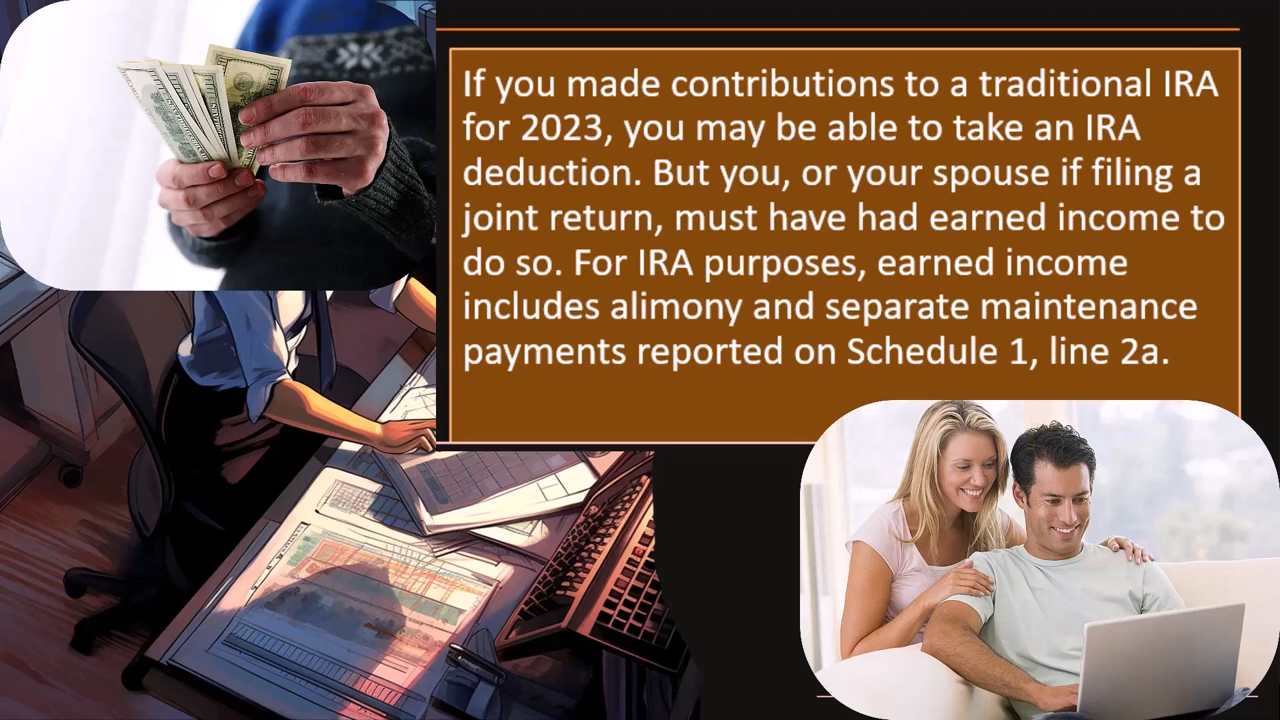 If you made contributions to a traditional IRA
for 2023, you may be able to take an IRA
deduction. But you, or your spouse if filing a
joint return, must have had earned income to
do so. For IRA purposes, earned income
includes alimony and separate maintenance
payments reported on Schedule 1, line 2a.